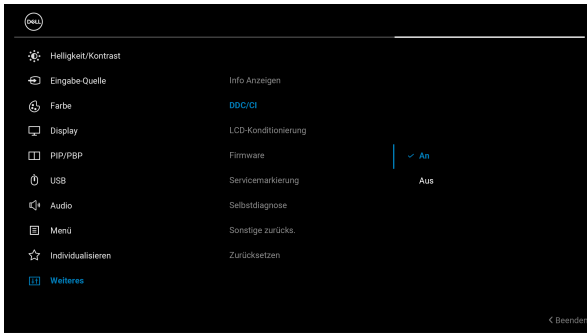 DELL
Helligkeit/Kontrast
Eingabe-Quelle
Farbe
Display
PIP/PBP
USB
Audio
Menü
Individualisieren
Weiteres
Info Anzeigen
DDC/CI
LCD-Konditionierung
Firmware
Servicemarkierung
Selbstdiagnose
Sonstige zurücks.
Zurücksetzen
An
Aus
Beenden